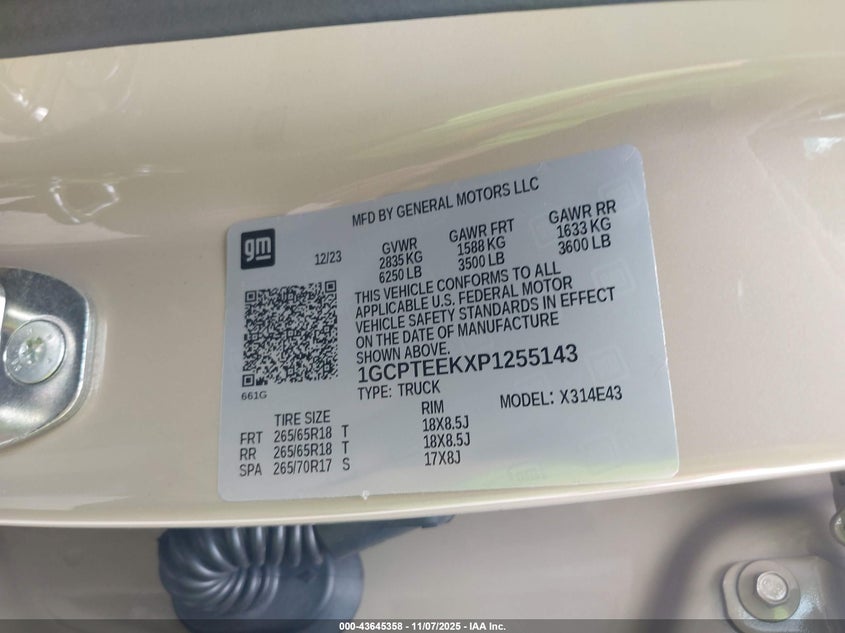 MFD BY GENERAL MOTORS LLC
gm
12/23 GVWR GAWR FRT GAWR RR
2835 KG 1588 KG 1633 KG
6250 LB 3500 LB 3600 LB
THIS VEHICLE CONFORMS TO ALL
APPLICABLE U.S. FEDERAL MOTOR
VEHICLE SAFETY STANDARDS IN EFFECT
ON THE DATE OF MANUFACTURE
SHOWN ABOVE.
661G
1GCPTEEKXP1255143
TYPE: TRUCK MODEL: X314E43
TIRE SIZE RIM
FRT 265/65R18 T 18X8.5J
RR 265/65R18 T 18X8.5J
SPA 265/70R17 S 17X8J
000-43645358 - 11/07/2025 - IAA Inc.